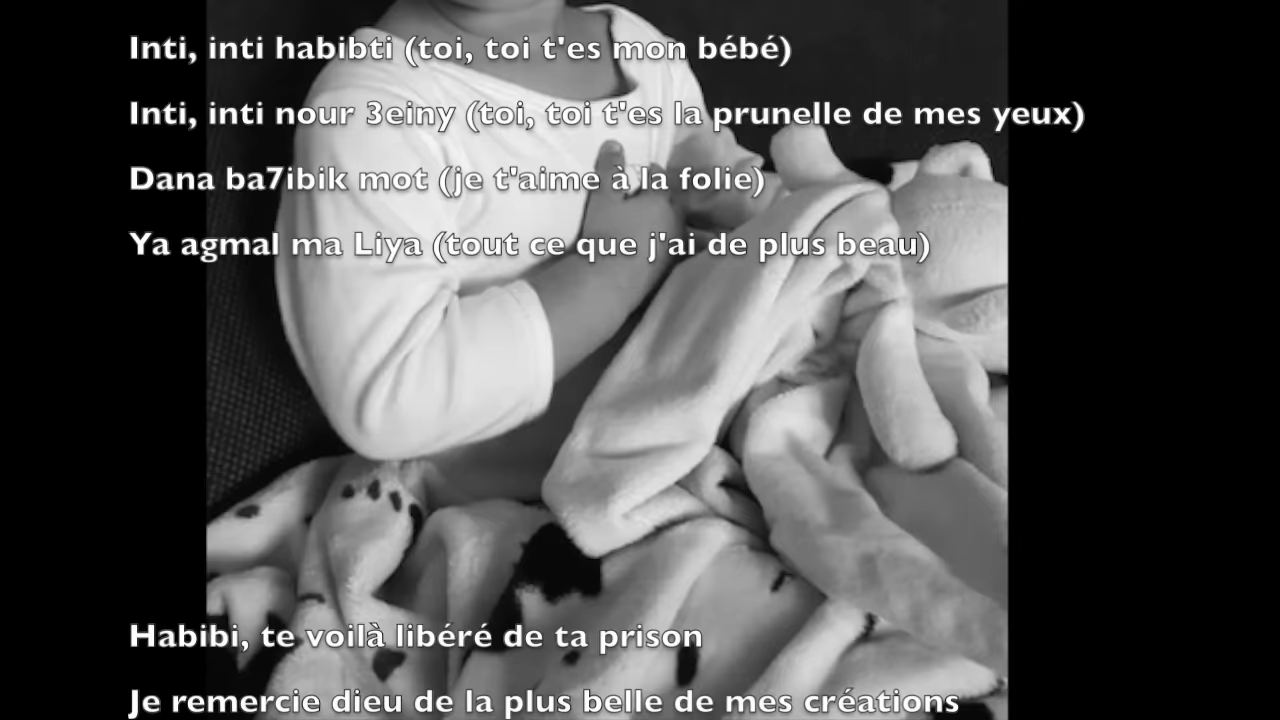 Inti, inti habibti (toi, toi t'es mon bébé)
Inti, inti nour 3einy (toi, toi t'es la prunelle de mes yeux)
Dana ba7ibik mot (je t'aime à la folie)
Ya agmal ma Liya (tout ce que j'ai de plus beau)
Habibi, te voilà libéré de ta prison
Je remercie dieu de la plus belle de mes créations